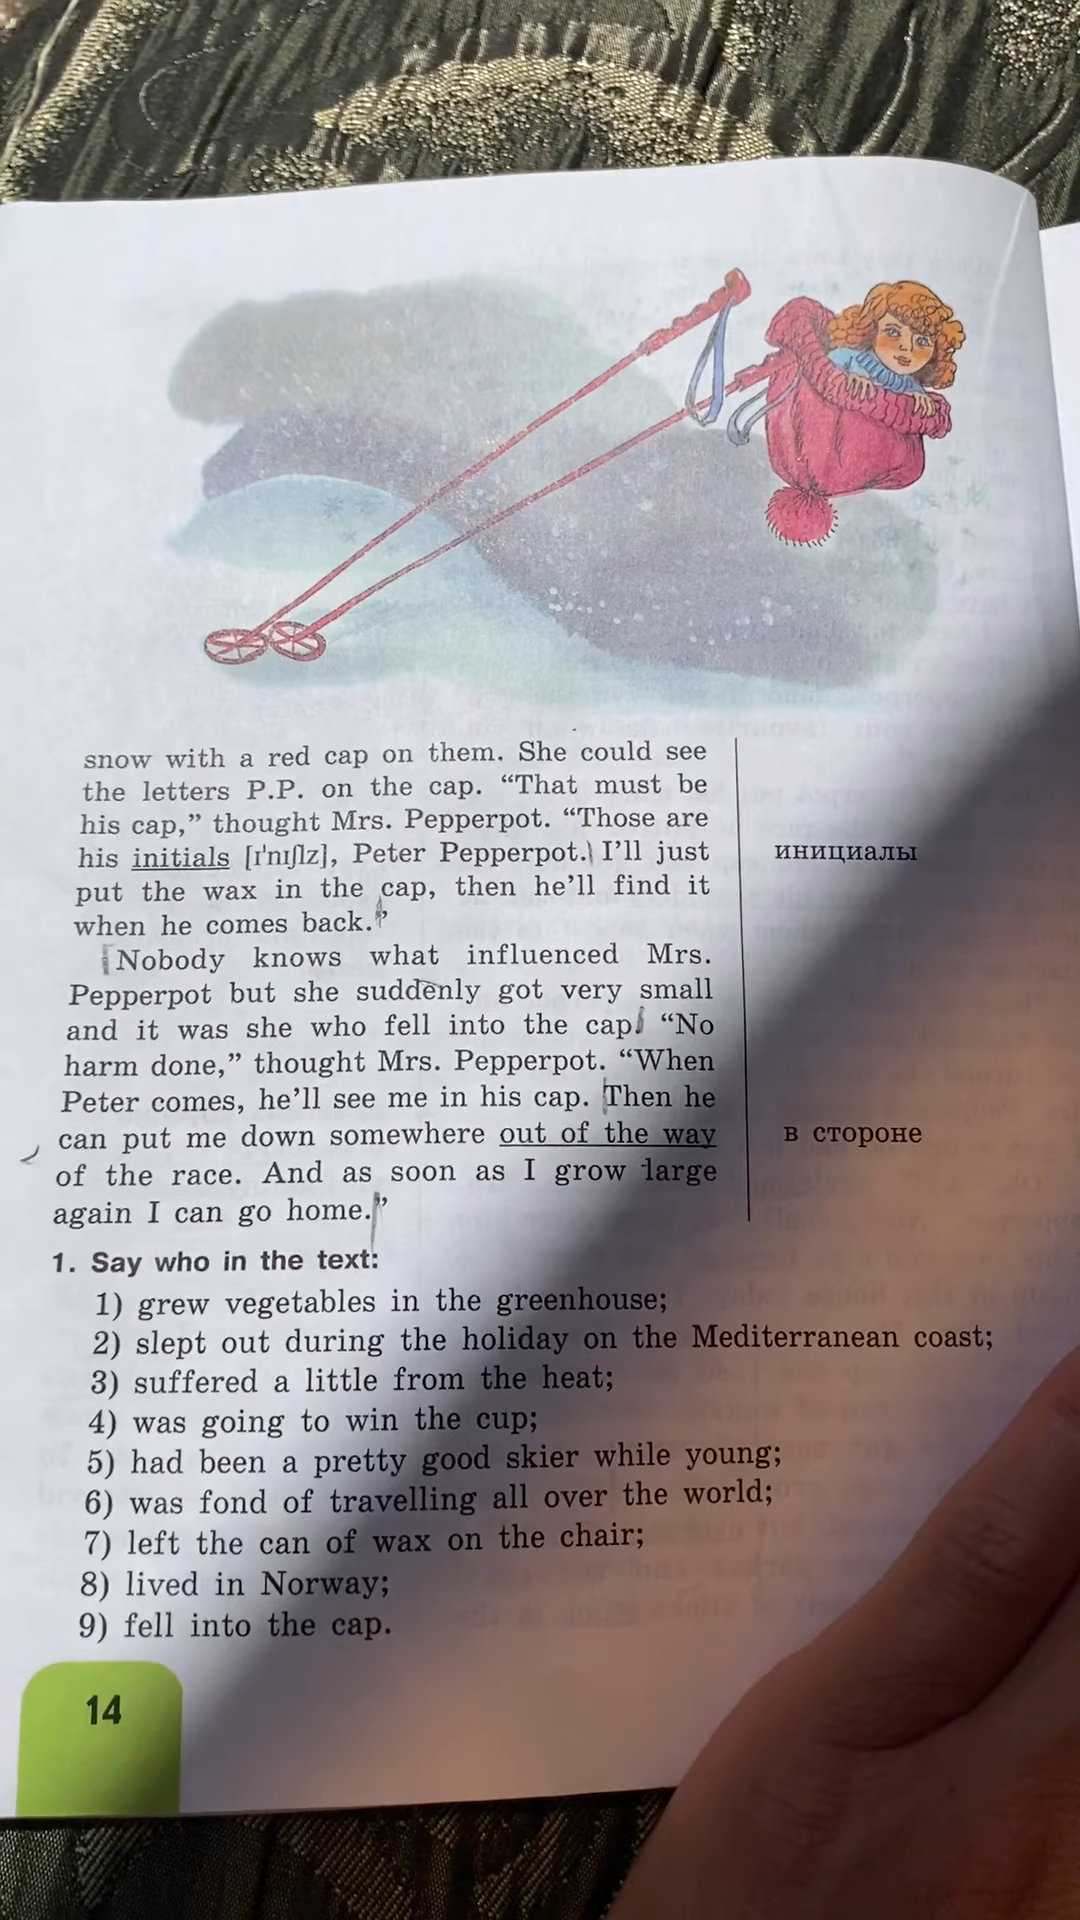 snow with a red cap on them. She could see
the letters P.P. on the cap. “That must be
his cap,” thought Mrs. Pepperpot. “Those are
his initials [ɪ'nɪʃlz], Peter Pepperpot. I’ll just
инициалы
put the wax in the cap, then he’ll find it
when he comes back.”
Nobody knows what influenced Mrs.
Pepperpot but she suddenly got very small
and it was she who fell into the cap. “No
harm done,” thought Mrs. Pepperpot. “When
Peter comes, he’ll see me in his cap. Then he
can put me down somewhere out of the way
в стороне
of the race. And as soon as I grow large
again I can go home.”
1. Say who in the text:
1) grew vegetables in the greenhouse;
2) slept out during the holiday on the Mediterranean coast;
3) suffered a little from the heat;
4) was going to win the cup;
5) had been a pretty good skier while young;
6) was fond of travelling all over the world;
7) left the can of wax on the chair;
8) lived in Norway;
9) fell into the cap.
14